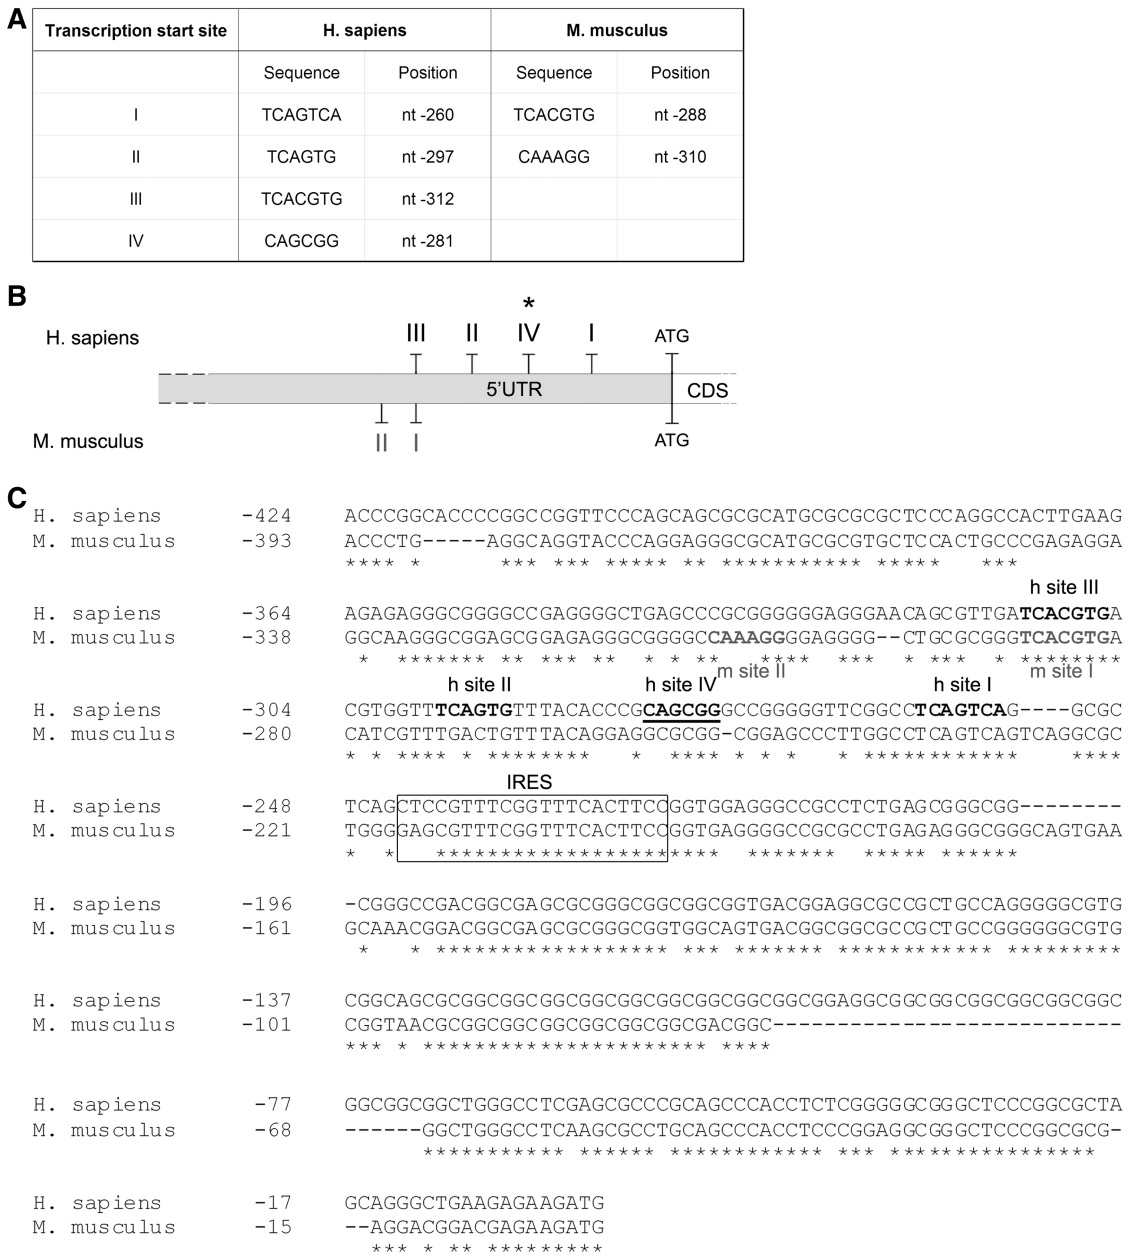 A
Transcription start site H. sapiens M. musculus
Sequence Position Sequence Position
I TCAGTCA nt -260 TCACGTG nt -288
II TCAGTG nt -297 CAAAGG nt -310
III TCACGTG nt -312
IV CAGCGG nt -281
B
*
H. sapiens III II IV I ATG
5'UTR CDS
M. musculus II I ATG
C
H. sapiens -424 ACCCGGCACCCCGGCCGGTTCCCAGCAGCGCGCATGCGCGCGCTCCCAGGCCACTTGAAG
M. musculus -393 ACCCTG-----AGGCAGGTACCCAGGAGGGCGCATGCGCGTGCTCCACTGCCCGAGAGGA
**** * *** ** ***** ** *********** ***** ***
h site III
H. sapiens -364 AGAGAGGGCGGGGCCGAGGGGCTGAGCCCGCGGGGGGAGGGAACAGCGTTGATCACGTGA
M. musculus -338 GGCAAGGGCGGAGCGGAGAGGGCGGGGCCAAAGGGGAGGGG--CTGCGCGGGTCACGTGA
* ******* ** *** ** * * ** **** *** * *** * ********
m site II m site I
h site II h site IV h site I
H. sapiens -304 CGTGGTTTCAGTGTTTACACCCGCAGCGGGCCGGGGGTTCGGCCTCAGTCAG----GCGC
M. musculus -280 CATCGTTTGACTGTTTACAGGAGGCGCGG-CGGAGCCCTTGGCCTCAGTCAGTCAGGCGC
* * **** * ******** * **** * * * * ************ ****
IRES
H. sapiens -248 TCAGCTCCGTTTCGGTTTCACTTCCGGTGGAGGGCCGCCTCTGAGCGGGCGG--------
M. musculus -221 TGGGGAGCGTTTCGGTTTCACTTCCGGTGAGGGGCCGCGCCTGAGAGGGCGGGCAGTGAA
* * ********************** ******* ***** ******
H. sapiens -196 -CGGGCCGACGGCGAGCGCGGGCGGCGGCGGTGACGGAGGCGCCGCTGCCAGGGGGCGTG
M. musculus -161 GCAAACGGACGGCGAGCGCGGGCGGTGGCAGTGACGGCGGCGCCGCTGCCGGGGGGCGTG
* * ****************** *** ******* ************ *********
H. sapiens -137 CGGCAGCGCGGCGGCGGCGGCGGCGGCGGCGGCGGCGGAGGCGGCGGCGGCGGCGGCGGC
M. musculus -101 CGGTAACGCGGCGGCGGCGGCGGCGGCGACGGC---------------------------
*** * ********************** ****
H. sapiens -77 GGCGGCGGCTGGGCCTCGAGCGCCCGCAGCCCACCTCTCGGGGGCGGGCTCCCGGCGCTA
M. musculus -68 ------GGCTGGGCCTCAAGCGCCTGCAGCCCACCTCCCGGAGGCGGGCTCCCGGCGCG-
*********** ****** ************ *** ****************
H. sapiens -17 GCAGGGCTGAAGAGAAGATG
M. musculus -15 --AGGACGGACGAGAAGATG
*** * ** *********